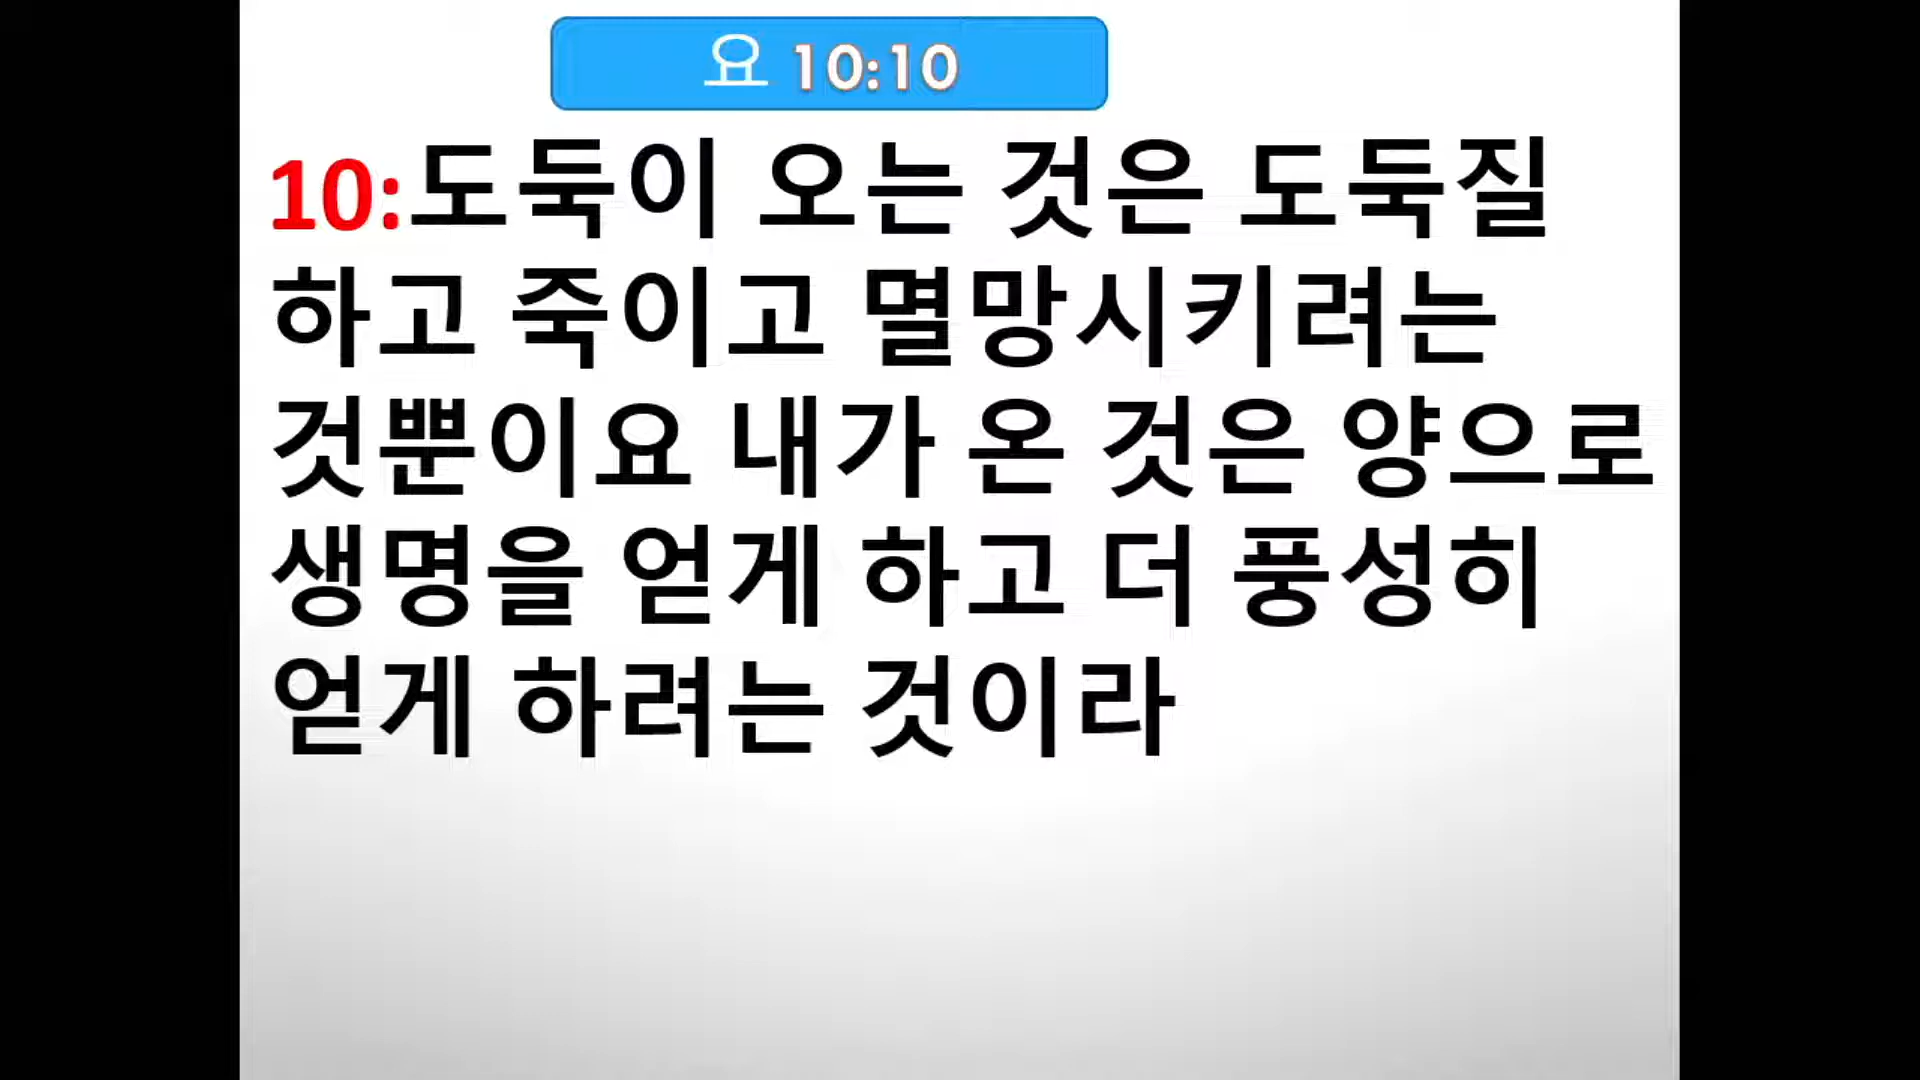 요 10:10
10:도둑이 오는 것은 도둑질
하고 죽이고 멸망시키려는
것뿐이요 내가 온 것은 양으로
생명을 얻게 하고 더 풍성히
얻게 하려는 것이라